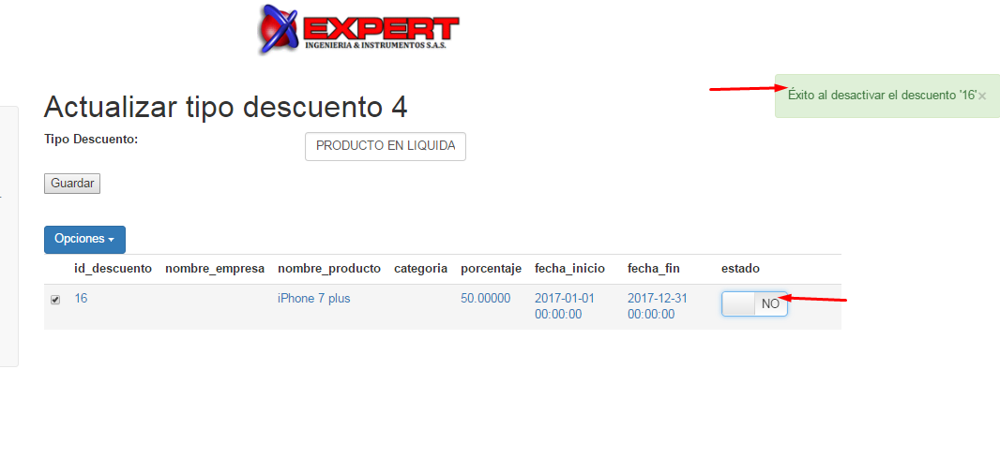 EXPERT
INGENIERIA & INSTRUMENTOS S.A.S.
Éxito al desactivar el descuento '16'×
Actualizar tipo descuento 4
Tipo Descuento:
PRODUCTO EN LIQUIDA
Guardar
Opciones
id_descuento nombre_empresa nombre_producto categoria porcentaje fecha_inicio fecha_fin estado
16 iPhone 7 plus 50.00000 2017-01-01 2017-12-31 NO
00:00:00 00:00:00